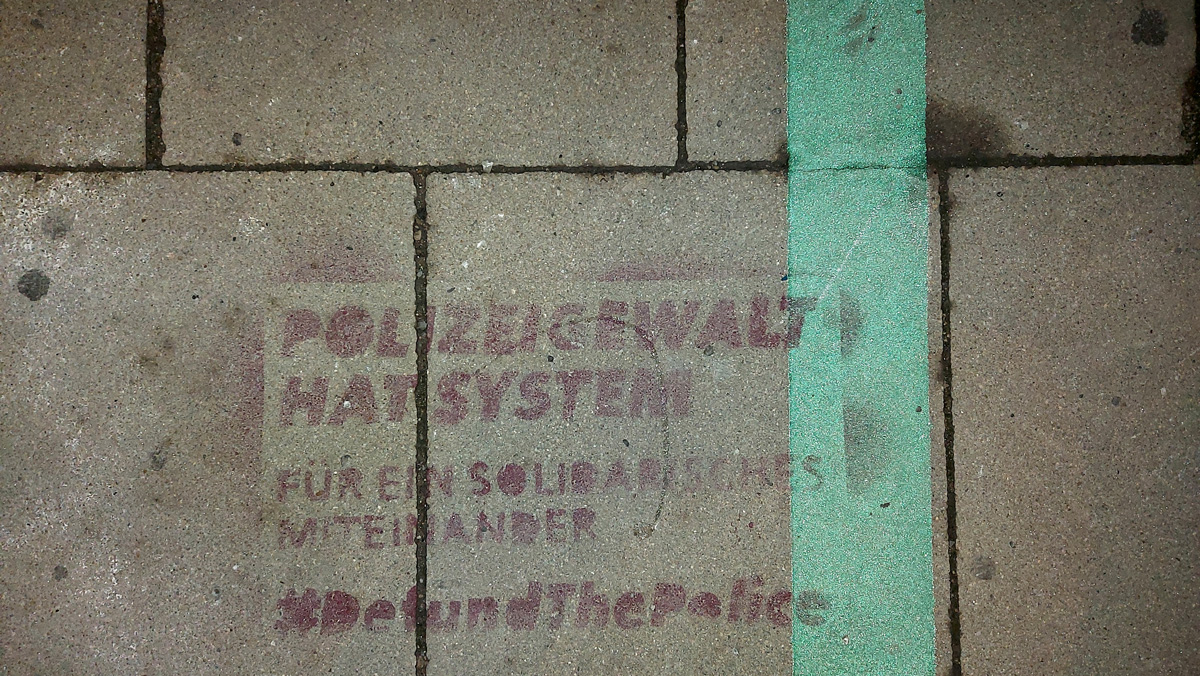 POLIZEIGEWALT
HAT SYSTEM
FÜR EIN SOLIDARISCHES
MITEINANDER
#DefundThePolice